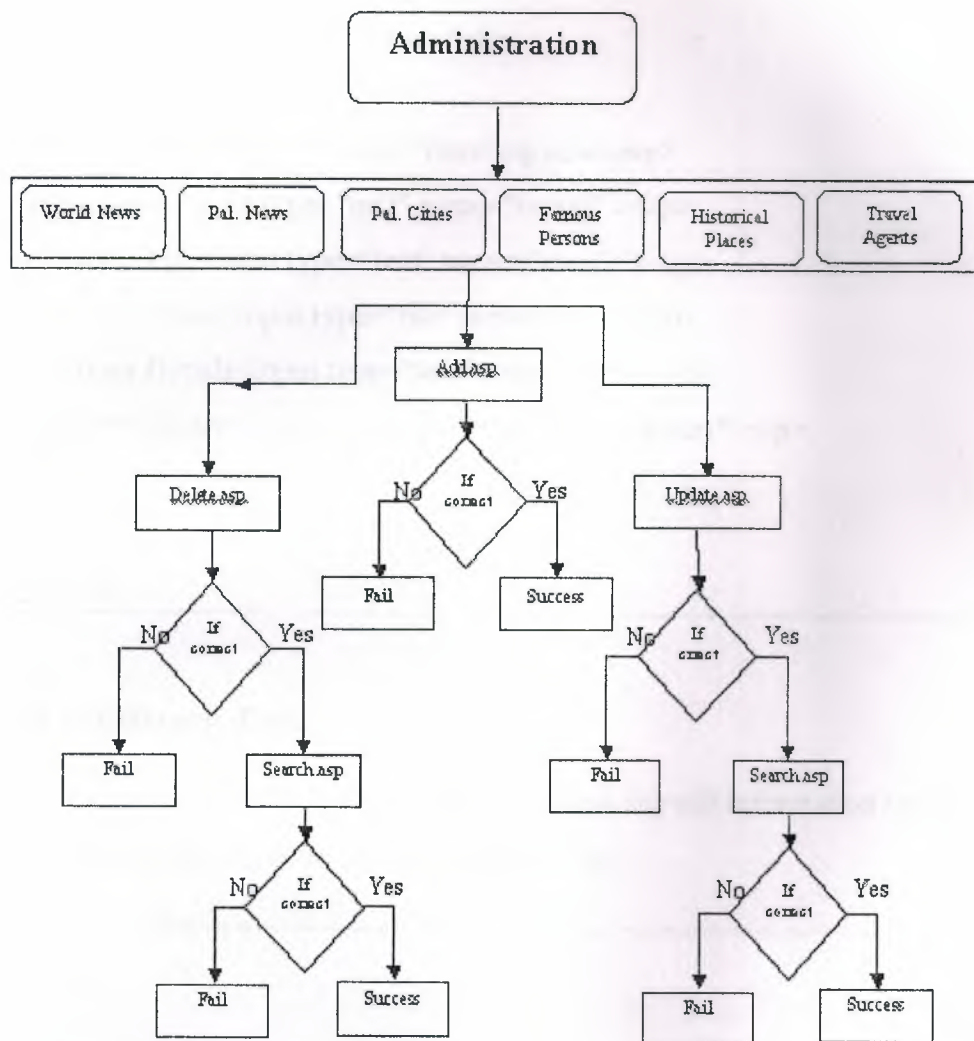 Administration
World News
Pal. News
Pal. Cities
Famous
Persons
Historical
Places
Travel
Agents
Add.asp
Delete.asp
No
If
correct
Yes
Update.asp
Fail
Success
No
If
correct
Yes
No
If
correct
Yes
Fail
Search.asp
Fail
Search.asp
No
If
correct
Yes
No
If
correct
Yes
Fail
Success
Fail
Success